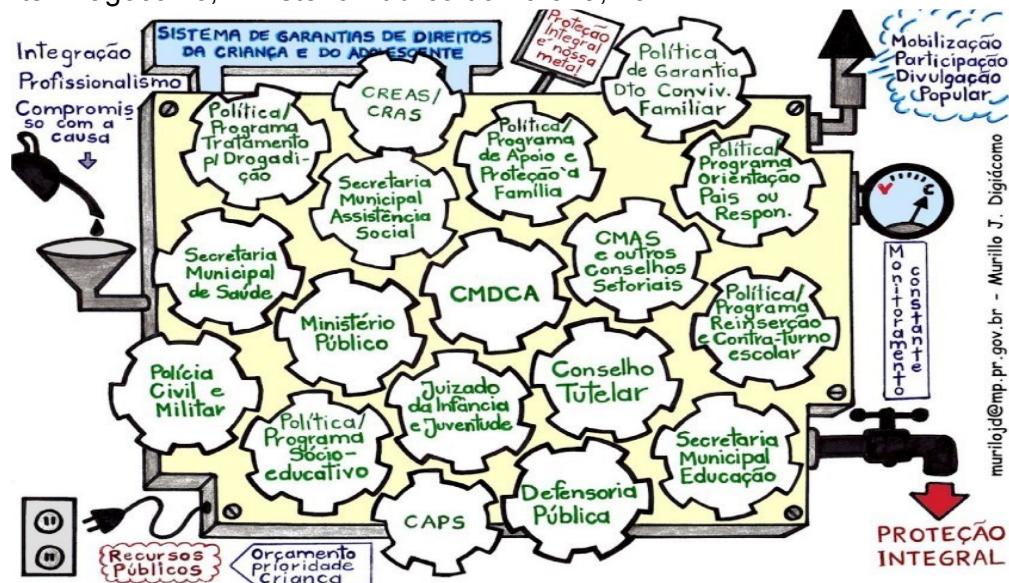 SISTEMA DE GARANTIAS DE DIREITOS
DA CRIANÇA E DO ADOLESCENTE
Proteção
Integral
é nossa
meta!
Integração
Profissionalismo
Compromis
so com a
causa
Mobilização
Participação
Divulgação
Popular
Política/
Programa
Tratamento
p/ Drogadi-
ção
CREAS/
CRAS
Política
de Garantia
Dto Conviv.
Familiar
Política/
Programa
de Apoio e
Proteção à
Família
Política/
Programa
Orientação
Pais ou
Respon.
Secretaria
Municipal
Assistência
Social
Secretaria
Municipal
de Saúde
CMDCA
CMAS
e outros
Conselhos
Setoriais
Política/
Programa
Reinserção
e Contra-turno
escolar
Ministério
Público
Conselho
Tutelar
Polícia
Civil e
Militar
Juizado
da Infância
e Juventude
Política/
Programa
Sócio-
educativo
Secretaria
Municipal
Educação
Defensoria
Pública
CAPS
Monitoramento
constante
murilojd@mp.pr.gov.br - Murillo J. Digiácomo
Recursos
Públicos
Orçamento
prioridade
Criança
PROTEÇÃO
INTEGRAL